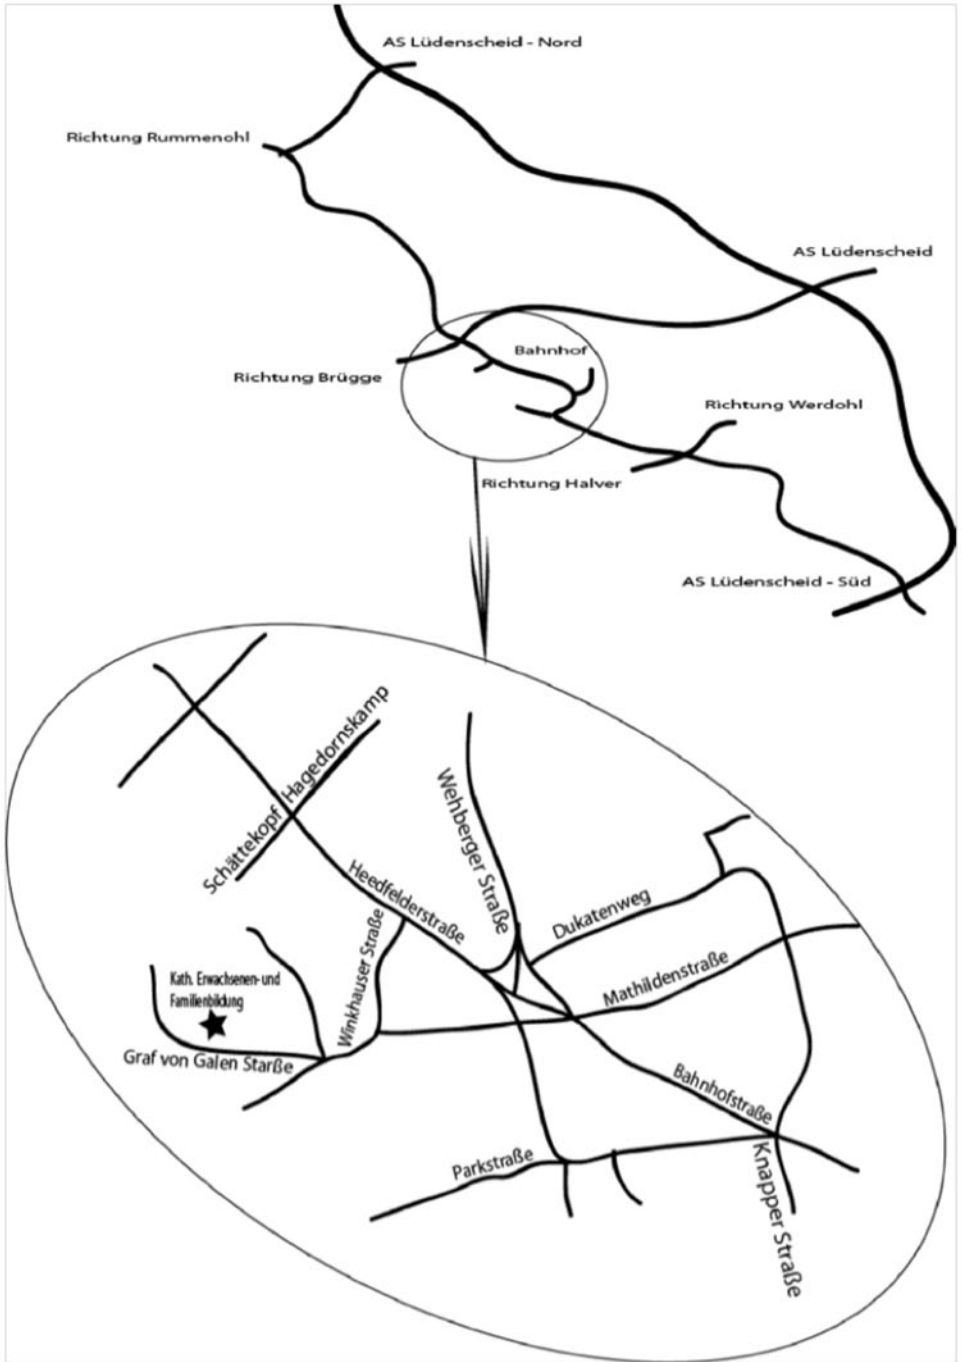 AS Lüdenscheid - Nord
Richtung Rummenohl
AS Lüdenscheid
Bahnhof
Richtung Brügge
Richtung Werdohl
Richtung Halver
AS Lüdenscheid - Süd
Hagedornskamp
Schättekopf
Wehberger Straße
Heedfelderstraße
Dukatenweg
Winkhauser Straße
Mathildenstraße
Kath. Erwachsenen-und
Familienbildung
Graf von Galen Starße
Bahnhofstraße
Parkstraße
Knapper Straße